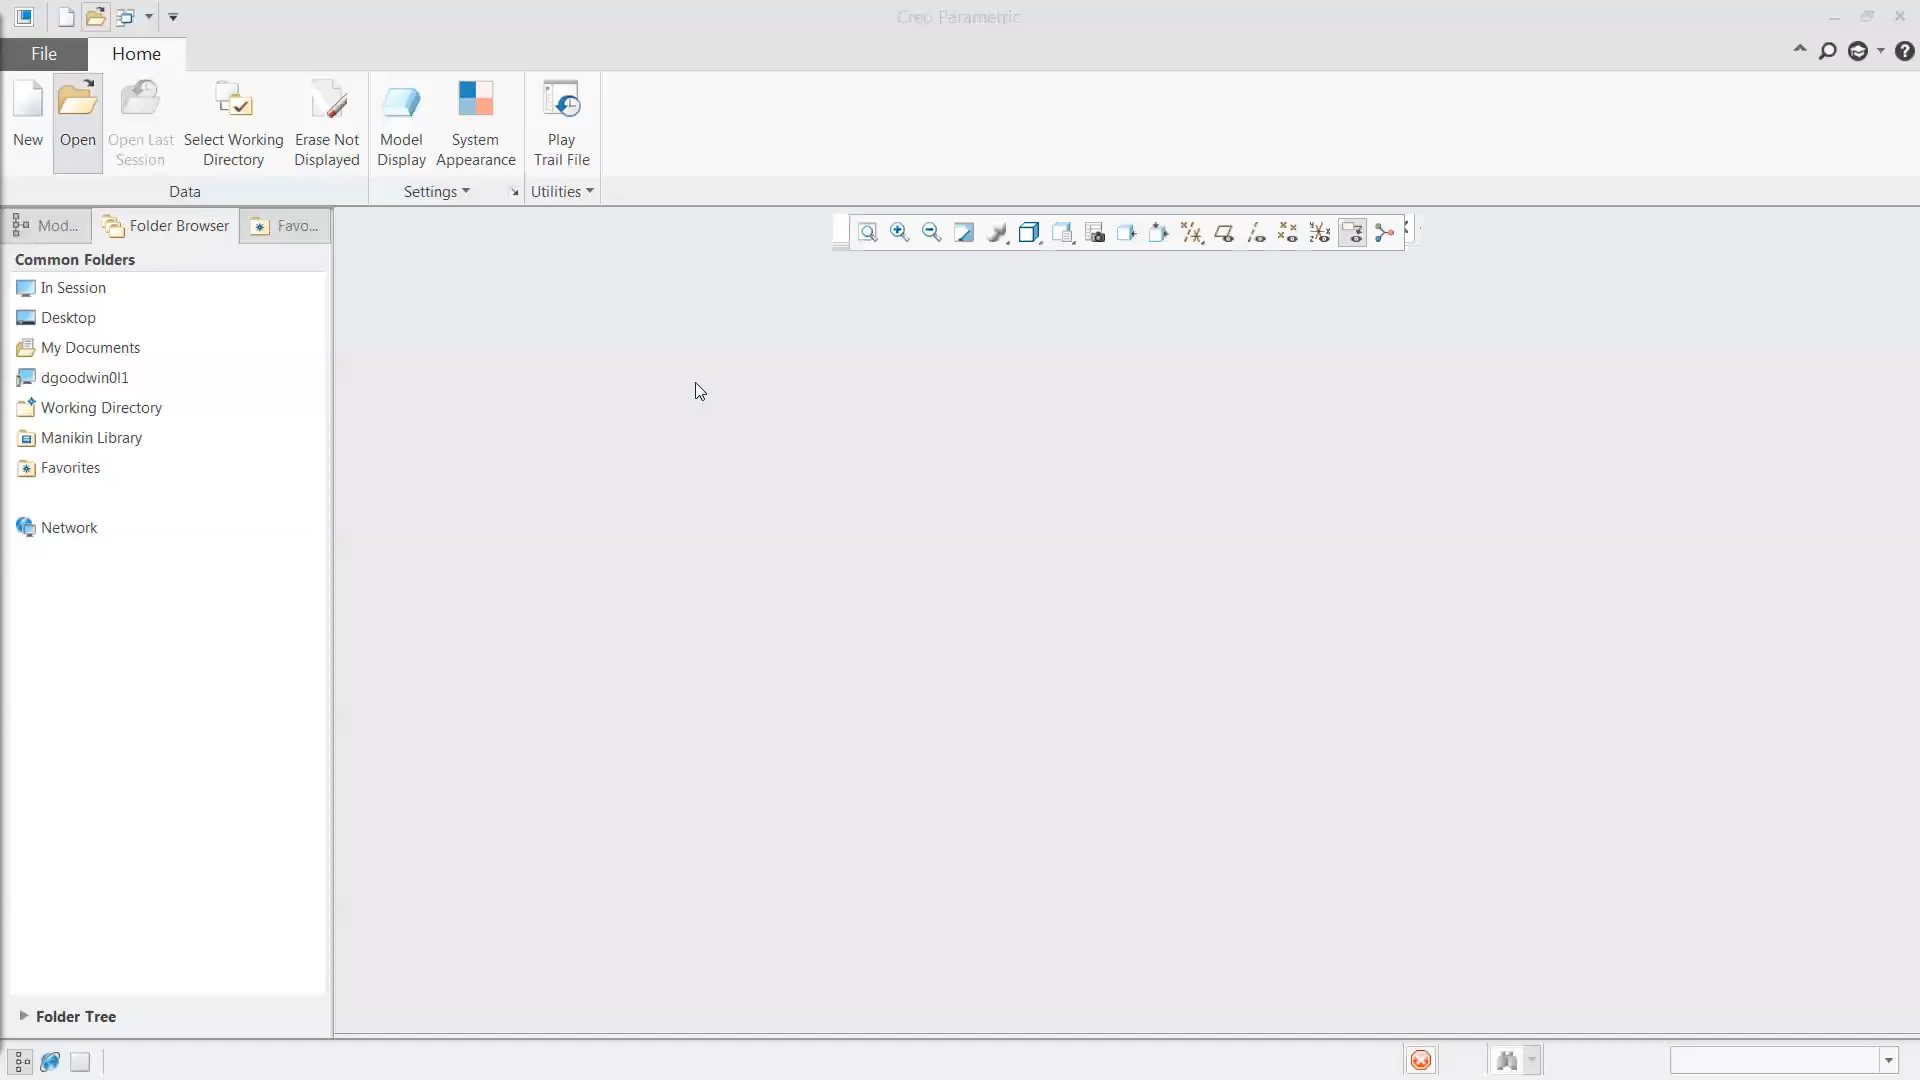 Creo Parametric
File
Home
New
Open
Open Last
Session
Select Working
Directory
Erase Not
Displayed
Model
Display
System
Appearance
Play
Trail File
Data
Settings
Utilities
Mod...
Folder Browser
Favo...
Common Folders
In Session
Desktop
My Documents
dgoodwin0l1
Working Directory
Manikin Library
Favorites
Network
Folder Tree